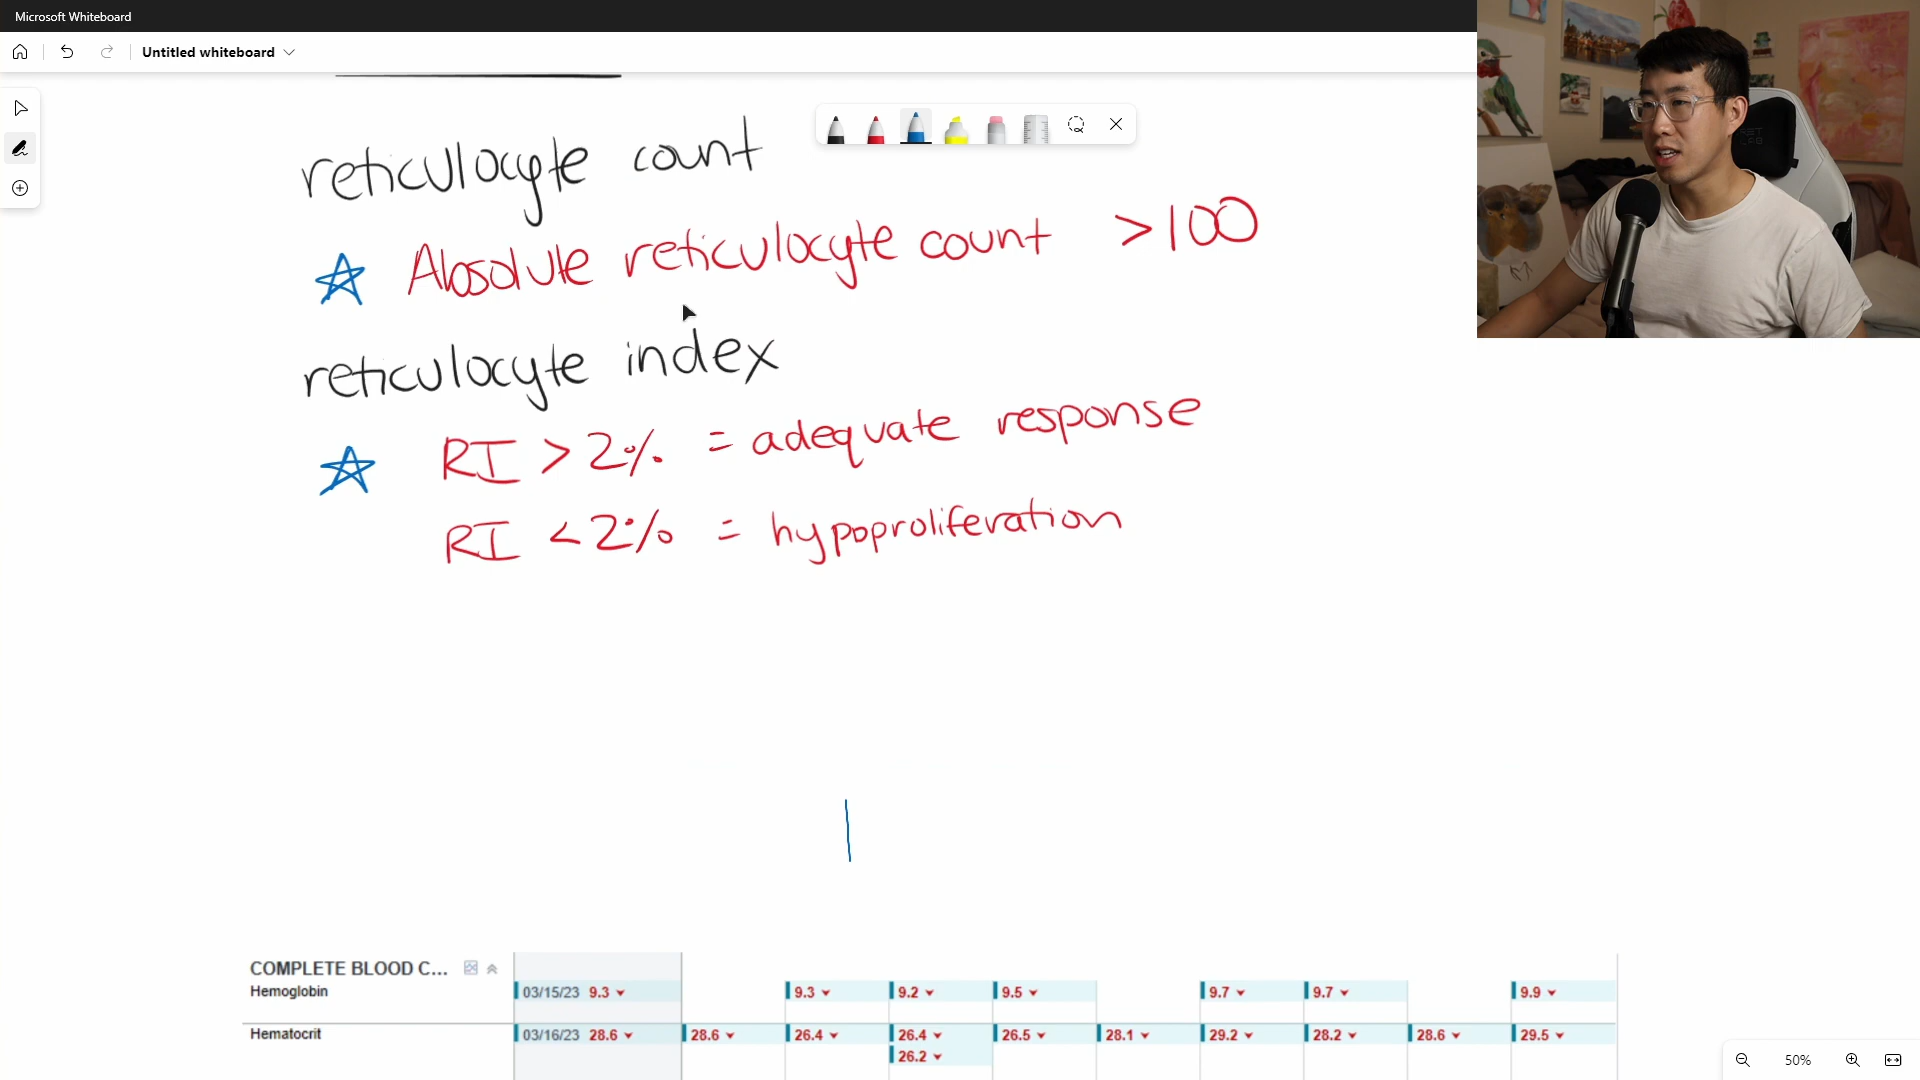 Microsoft Whiteboard
Untitled whiteboard
reticulocyte count
Absolute reticulocyte count >100
reticulocyte index
RI > 2% = adequate response
RI < 2% = hypoproliferation
COMPLETE BLOOD C...
Hemoglobin 03/15/23 9.3 9.3 9.2 9.5 9.7 9.7 9.9
Hematocrit 03/16/23 28.6 28.6 26.4 26.4 26.5 28.1 29.2 28.2 28.6 29.5
26.2
50%